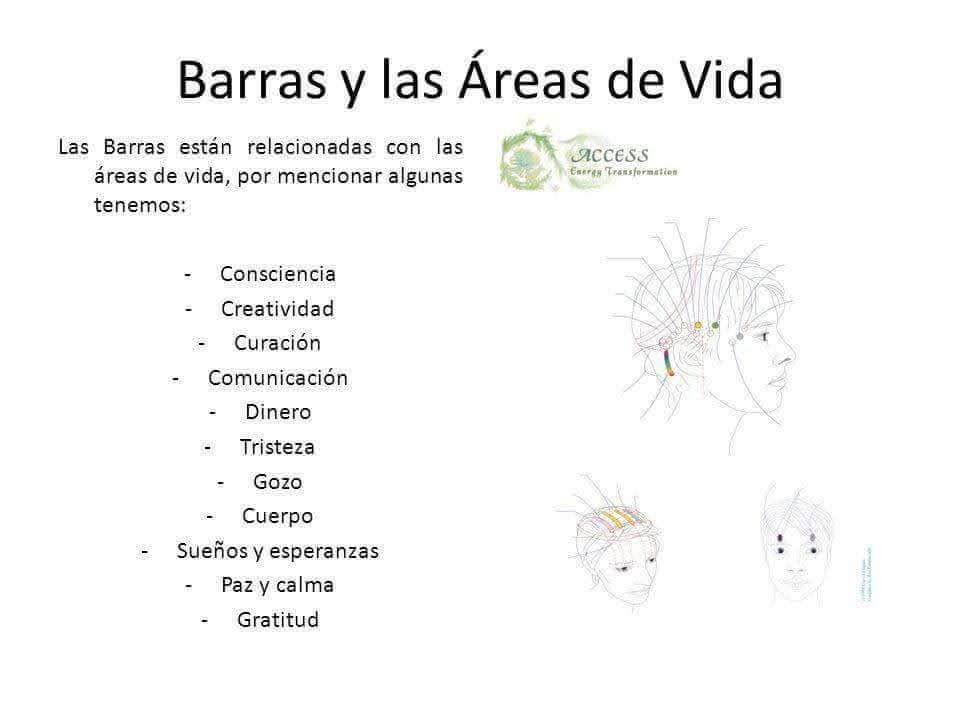 Barras y las Áreas de Vida
Las Barras están relacionadas con las
áreas de vida, por mencionar algunas
tenemos:
- Consciencia
- Creatividad
- Curación
- Comunicación
- Dinero
- Tristeza
- Gozo
- Cuerpo
- Sueños y esperanzas
- Paz y calma
- Gratitud
ACCESS
Energy Transformation